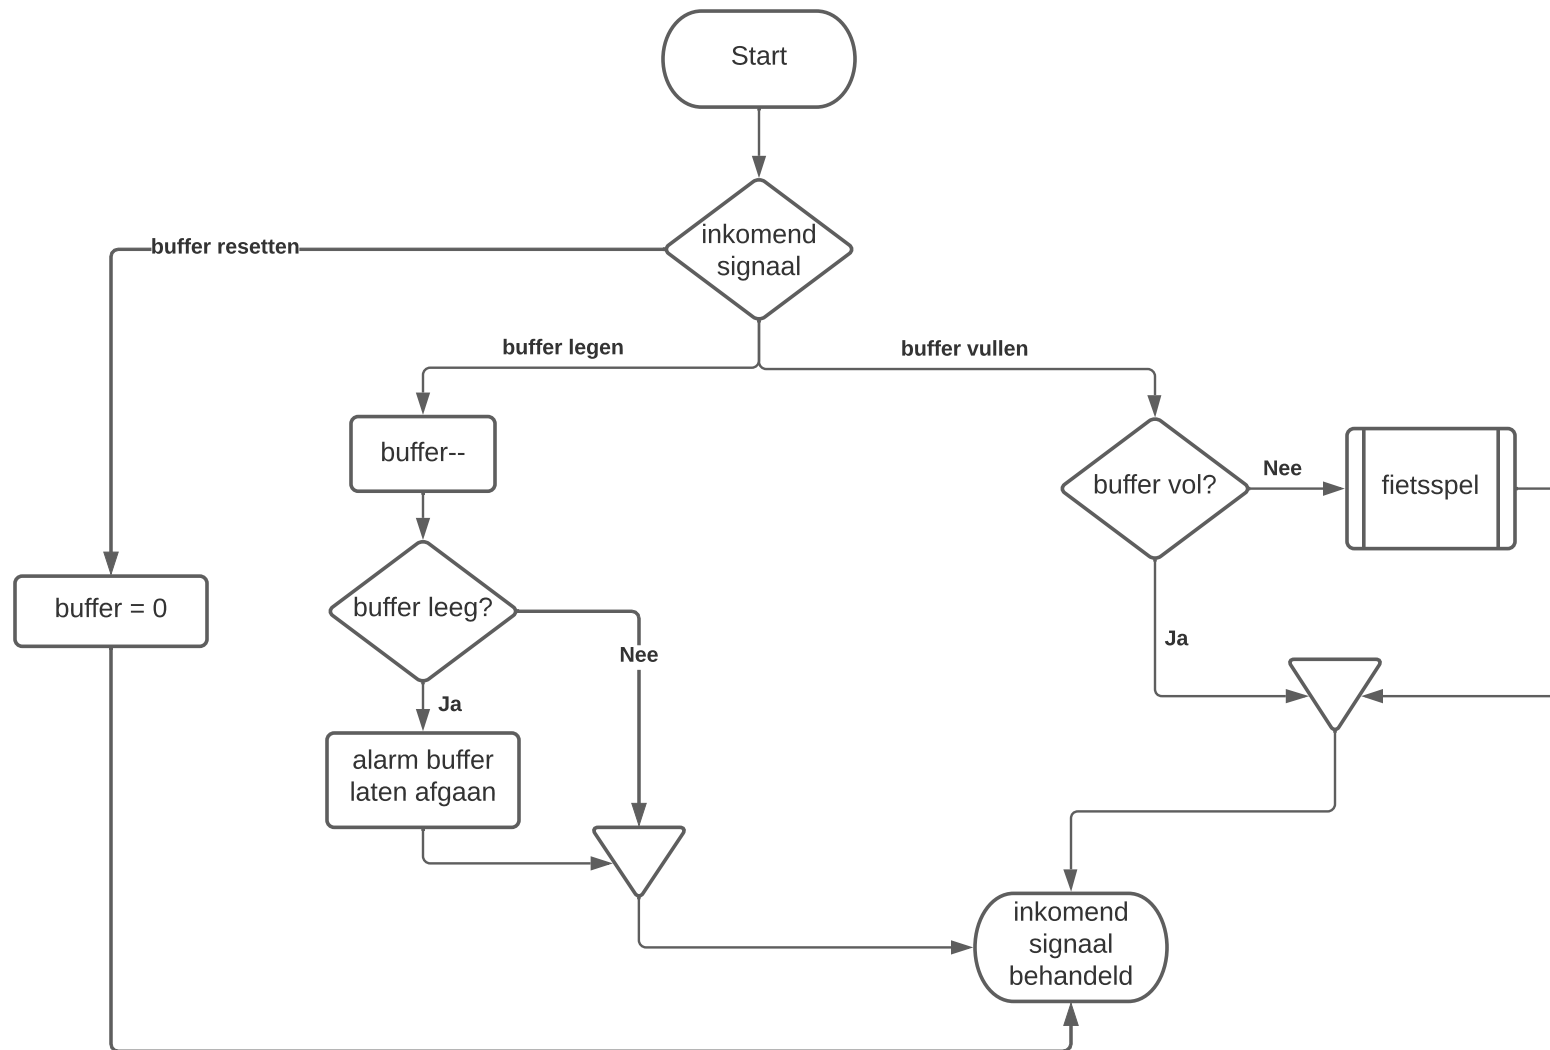 Start
inkomend
signaal
buffer resetten
buffer legen
buffer vullen
buffer--
buffer vol?
Nee
fietsspel
buffer leeg?
buffer = 0
Nee
Ja
Ja
alarm buffer
laten afgaan
inkomend
signaal
behandeld